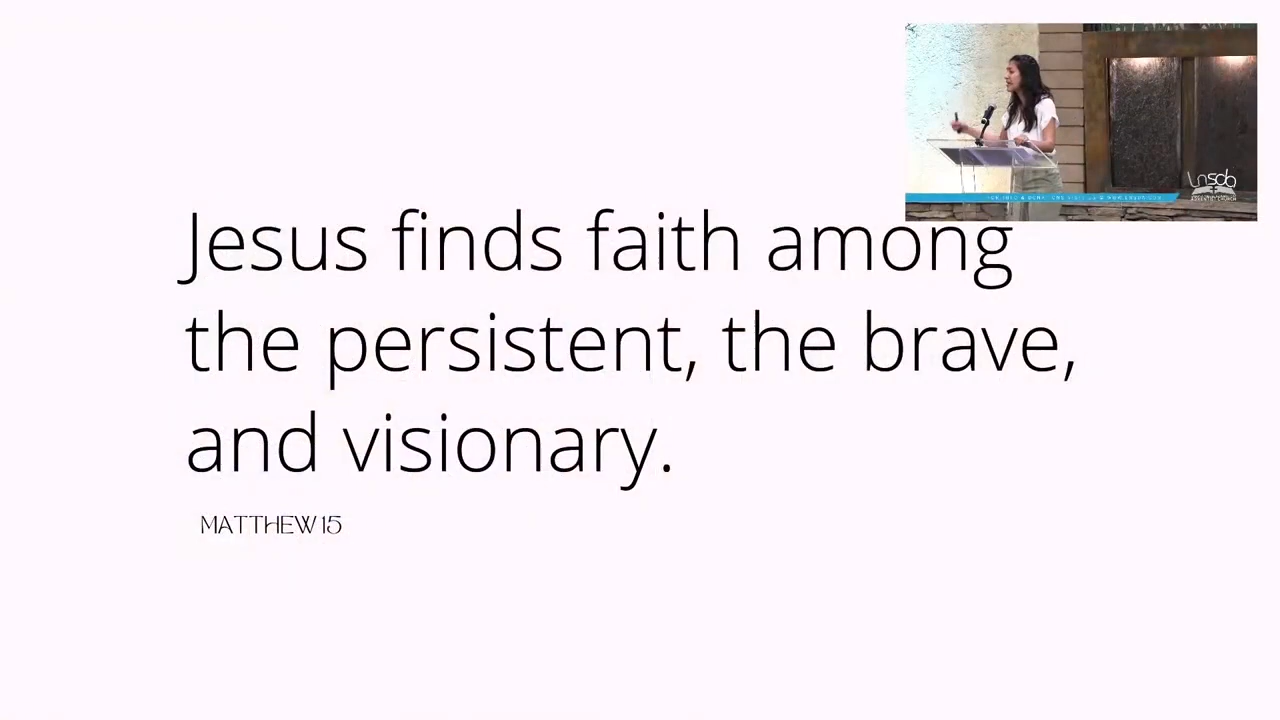 Jesus finds faith among
the persistent, the brave,
and visionary.
MATTHEW 15